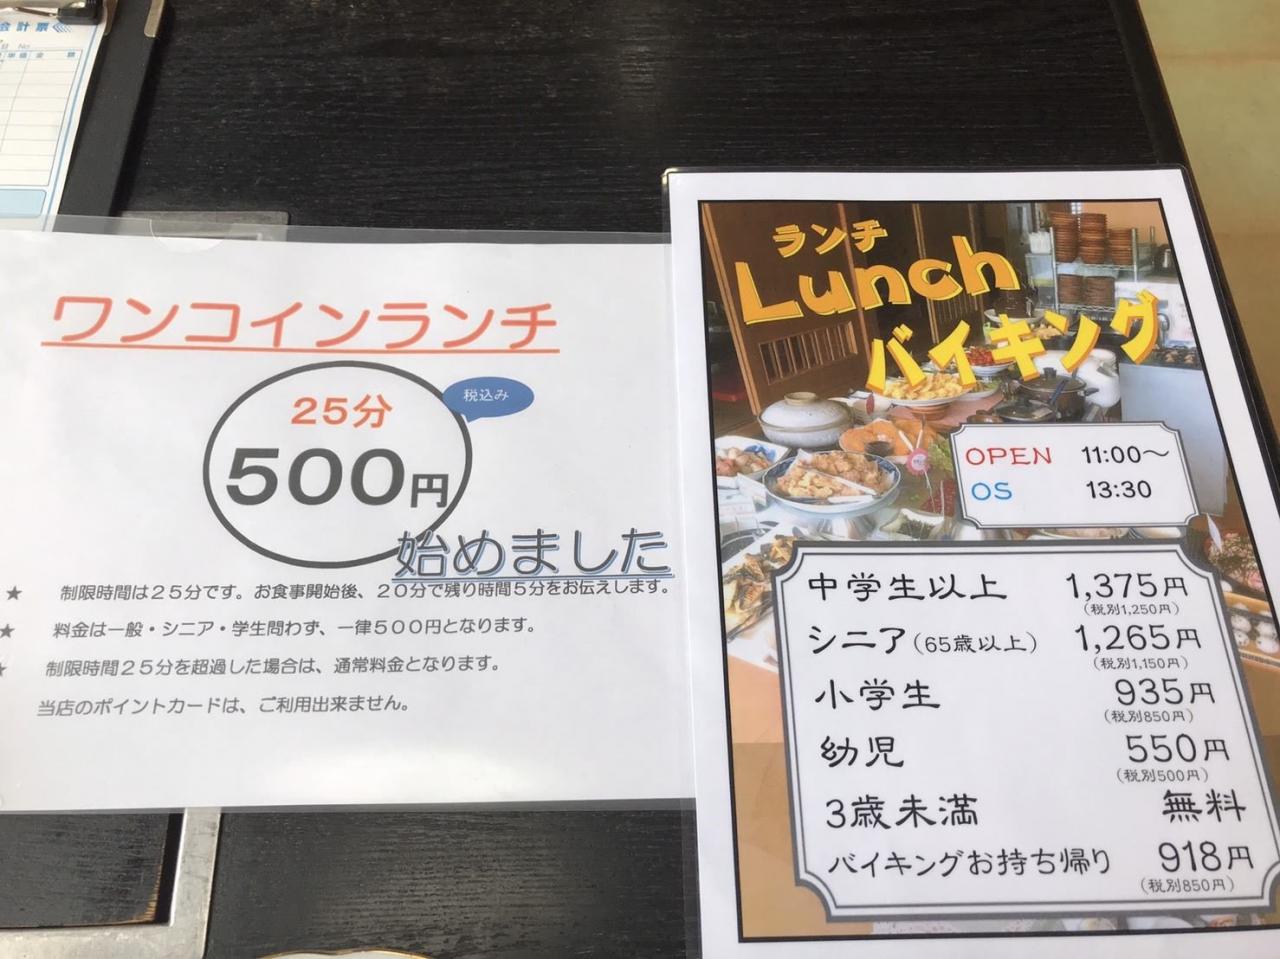 会計票
No
単価 金 額
ワンコインランチ
25分
税込み
500円
始めました
★ 制限時間は25分です。お食事開始後、20分で残り時間5分をお伝えします。
★ 料金は一般・シニア・学生問わず、一律500円となります。
★ 制限時間25分を超過した場合は、通常料金となります。
当店のポイントカードは、ご利用出来ません。
ランチ
Lunch
バイキング
OPEN 11:00〜
OS 13:30
中学生以上 1,375円
(税別1,250円)
シニア(65歳以上) 1,265円
(税別1,150円)
小学生 935円
(税別850円)
幼児 550円
(税別500円)
3歳未満 無料
バイキングお持ち帰り 918円
(税別850円)